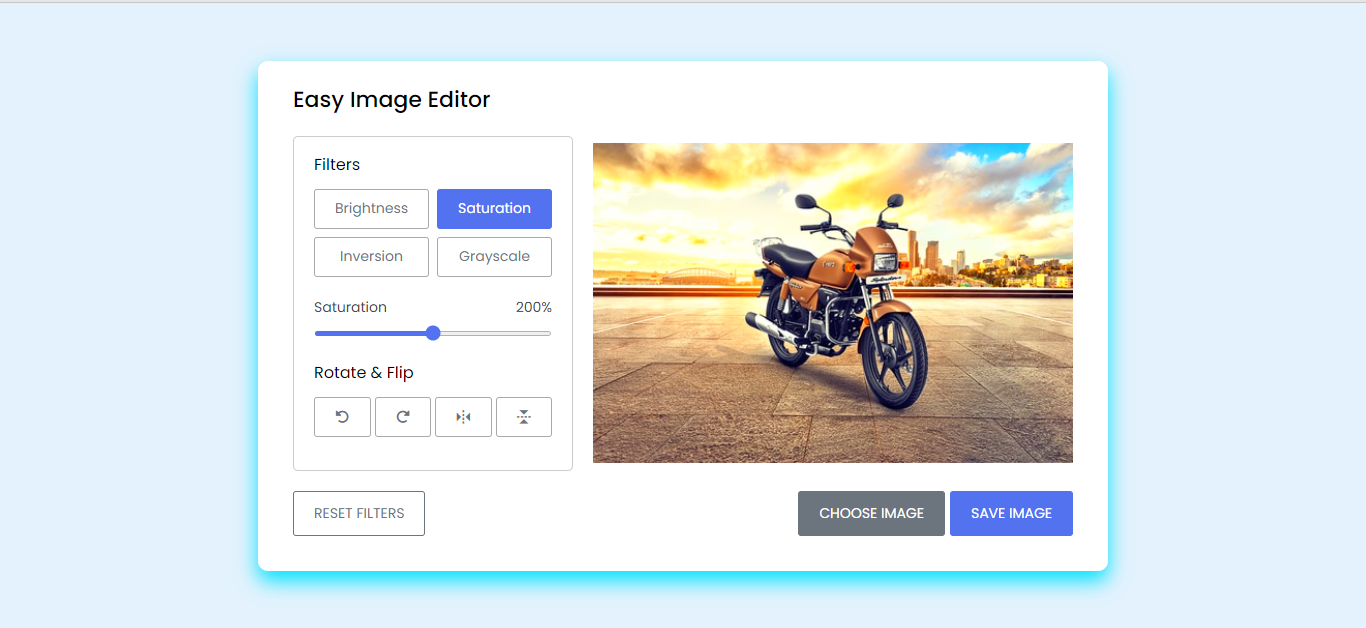 Easy Image Editor
Filters
Brightness
Saturation
Inversion
Grayscale
Saturation 200%
Rotate & Flip
RESET FILTERS
CHOOSE IMAGE
SAVE IMAGE